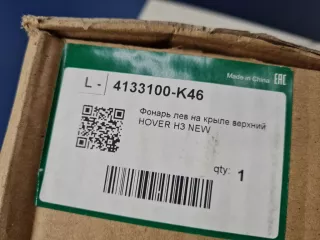 Made in China EAC
L - 4133100-K46
Фонарь лев на крыле верхний
HOVER H3 NEW
qty: 1